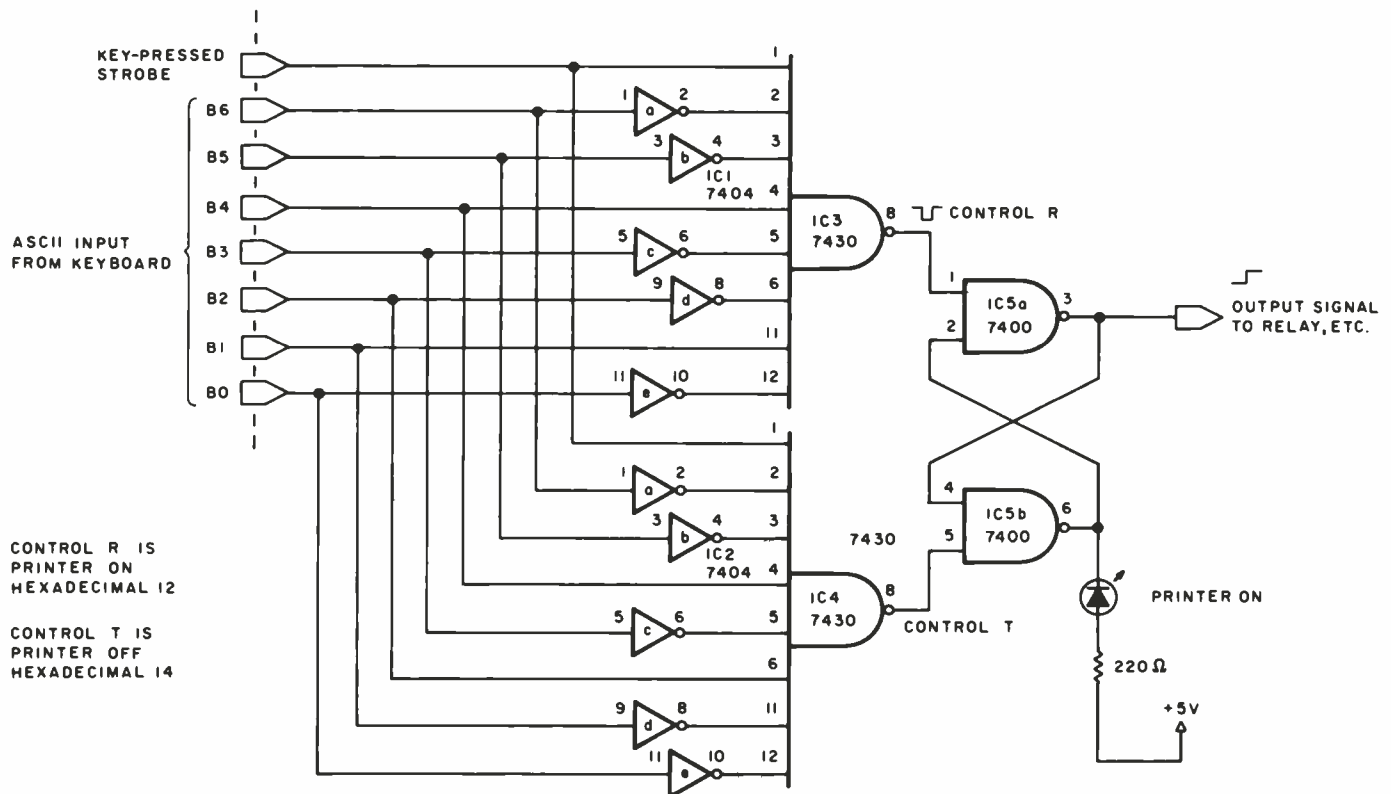 KEY-PRESSED
STROBE
B6
B5
B4
B3
B2
B1
B0
ASCII INPUT
FROM KEYBOARD
1
1 a 2
2
3 b 4
3
IC1
7404
4
5 c 6
5
9 d 8
6
11
11 e 10
12
IC3
7430
8
CONTROL R
1
2
IC5a
7400
3
OUTPUT SIGNAL
TO RELAY, ETC.
1
1 a 2
2
3 b 4
3
IC2
7404
4
5 c 6
5
6
9 d 8
11
11 e 10
12
7430
IC4
7430
8
CONTROL T
4
5
IC5b
7400
6
PRINTER ON
220Ω
+5V
CONTROL R IS
PRINTER ON
HEXADECIMAL 12
CONTROL T IS
PRINTER OFF
HEXADECIMAL 14